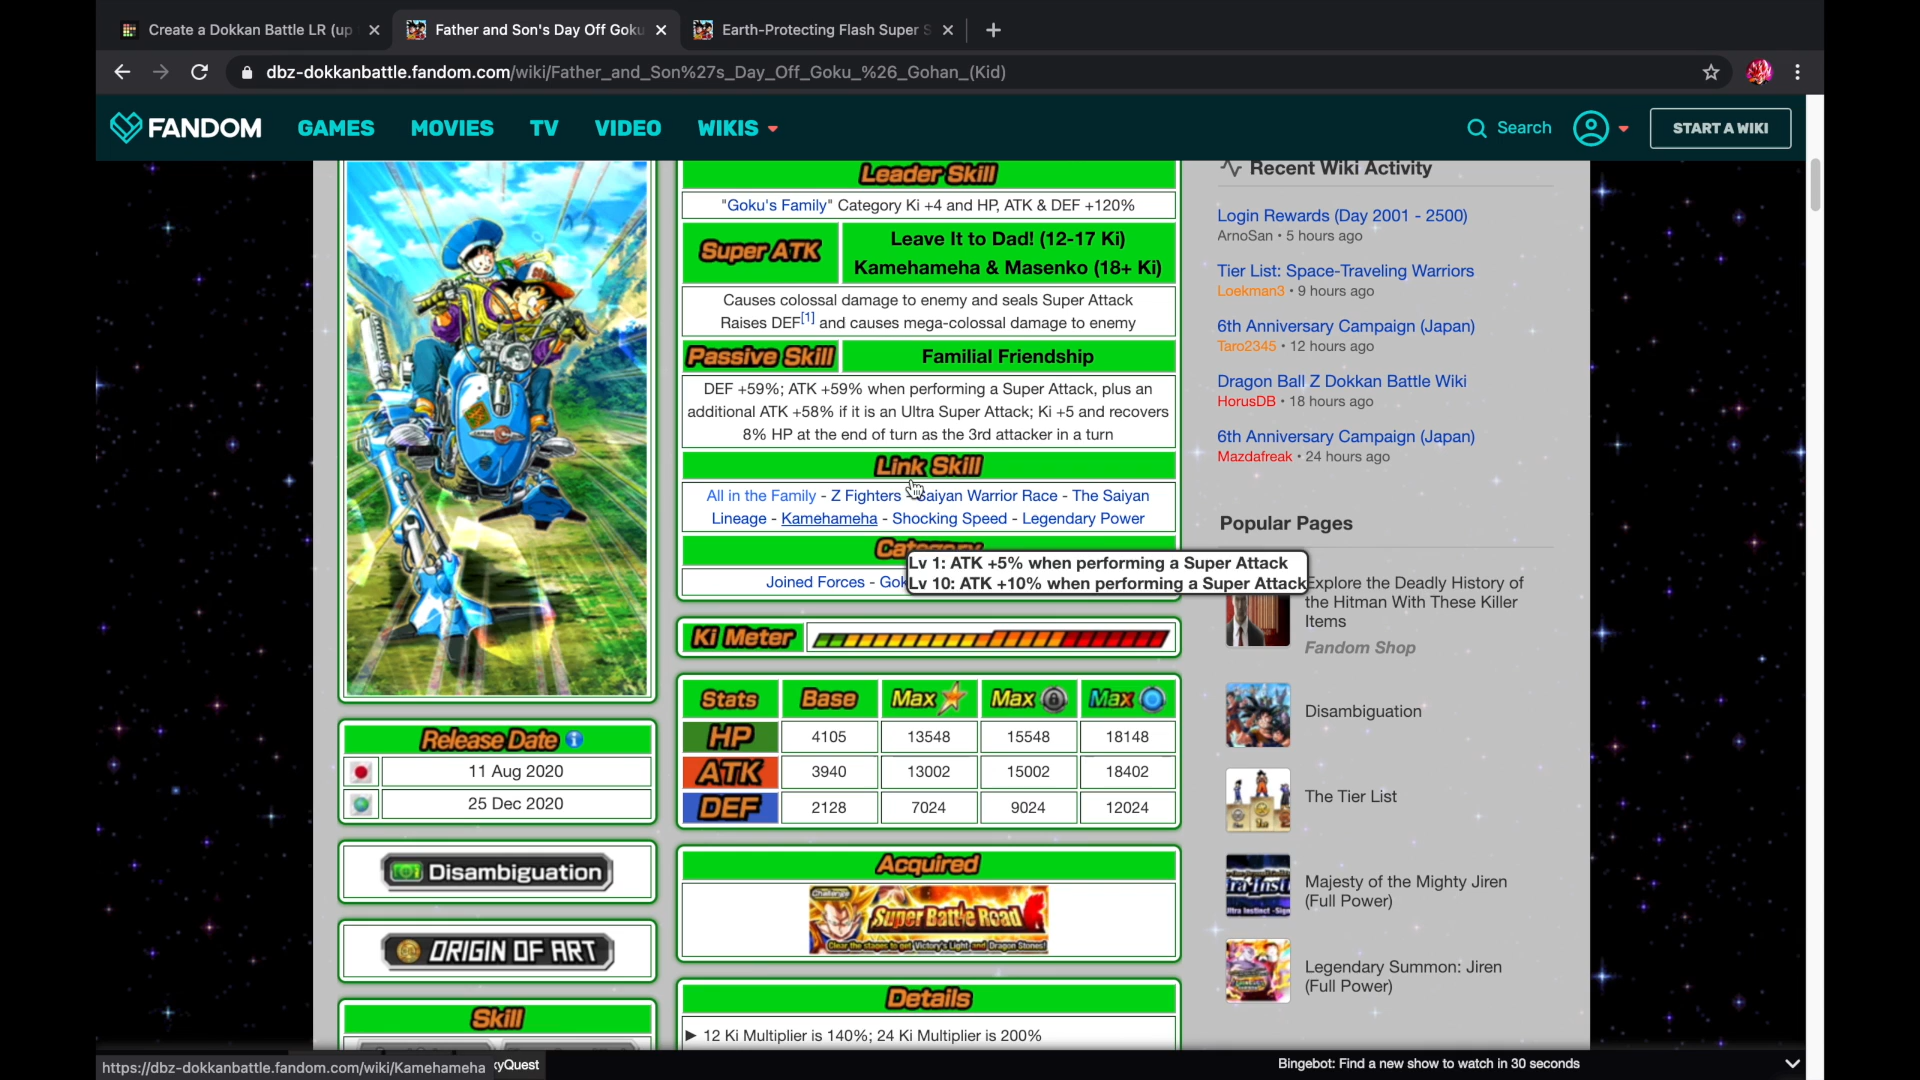 Create a Dokkan Battle LR (up
Father and Son's Day Off Goku
Earth-Protecting Flash Super S
dbz-dokkanbattle.fandom.com/wiki/Father_and_Son%27s_Day_Off_Goku_%26_Gohan_(Kid)
FANDOM
GAMES
MOVIES
TV
VIDEO
WIKIS
Search
START A WIKI
Leader Skill
"Goku's Family" Category Ki +4 and HP, ATK & DEF +120%
Super ATK
Leave It to Dad! (12-17 Ki)
Kamehameha & Masenko (18+ Ki)
Causes colossal damage to enemy and seals Super Attack
Raises DEF[1] and causes mega-colossal damage to enemy
Passive Skill
Familial Friendship
DEF +59%; ATK +59% when performing a Super Attack, plus an
additional ATK +58% if it is an Ultra Super Attack; Ki +5 and recovers
8% HP at the end of turn as the 3rd attacker in a turn
Link Skill
All in the Family - Z Fighters - Saiyan Warrior Race - The Saiyan
Lineage - Kamehameha - Shocking Speed - Legendary Power
Category
Joined Forces - Gok
Lv 1: ATK +5% when performing a Super Attack
Lv 10: ATK +10% when performing a Super Attack
Ki Meter
Stats Base Max Max Max
HP 4105 13548 15548 18148
ATK 3940 13002 15002 18402
DEF 2128 7024 9024 12024
Acquired
Challenge
Super Battle Road
Clear the stages to get Victory's Light and Dragon Stones!
Details
► 12 Ki Multiplier is 140%; 24 Ki Multiplier is 200%
Release Date
11 Aug 2020
25 Dec 2020
Disambiguation
ORIGIN OF ART
Skill
Recent Wiki Activity
Login Rewards (Day 2001 - 2500)
ArnoSan • 5 hours ago
Tier List: Space-Traveling Warriors
Loekman3 • 9 hours ago
6th Anniversary Campaign (Japan)
Taro2345 • 12 hours ago
Dragon Ball Z Dokkan Battle Wiki
HorusDB • 18 hours ago
6th Anniversary Campaign (Japan)
Mazdafreak • 24 hours ago
Popular Pages
Explore the Deadly History of
the Hitman With These Killer
Items
Fandom Shop
Disambiguation
The Tier List
Majesty of the Mighty Jiren
(Full Power)
Legendary Summon: Jiren
(Full Power)
https://dbz-dokkanbattle.fandom.com/wiki/Kamehameha
xyQuest
Bingebot: Find a new show to watch in 30 seconds